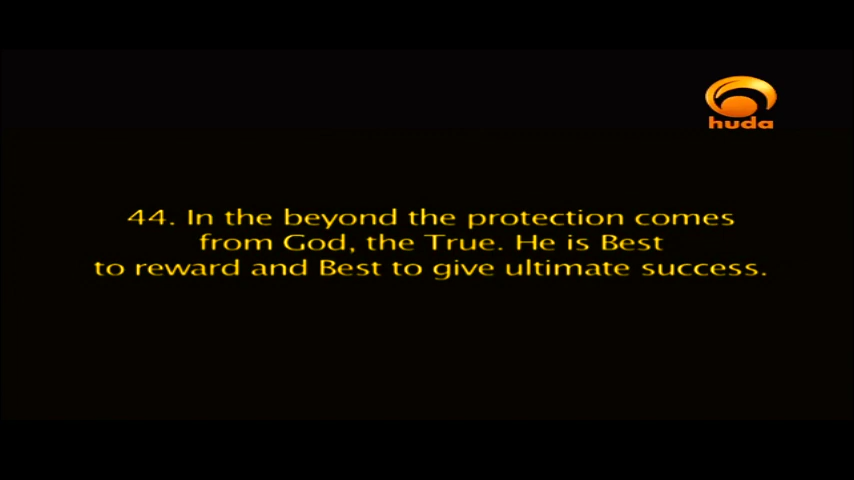 huda
44. In the beyond the protection comes
from God, the True. He is Best
to reward and Best to give ultimate success.